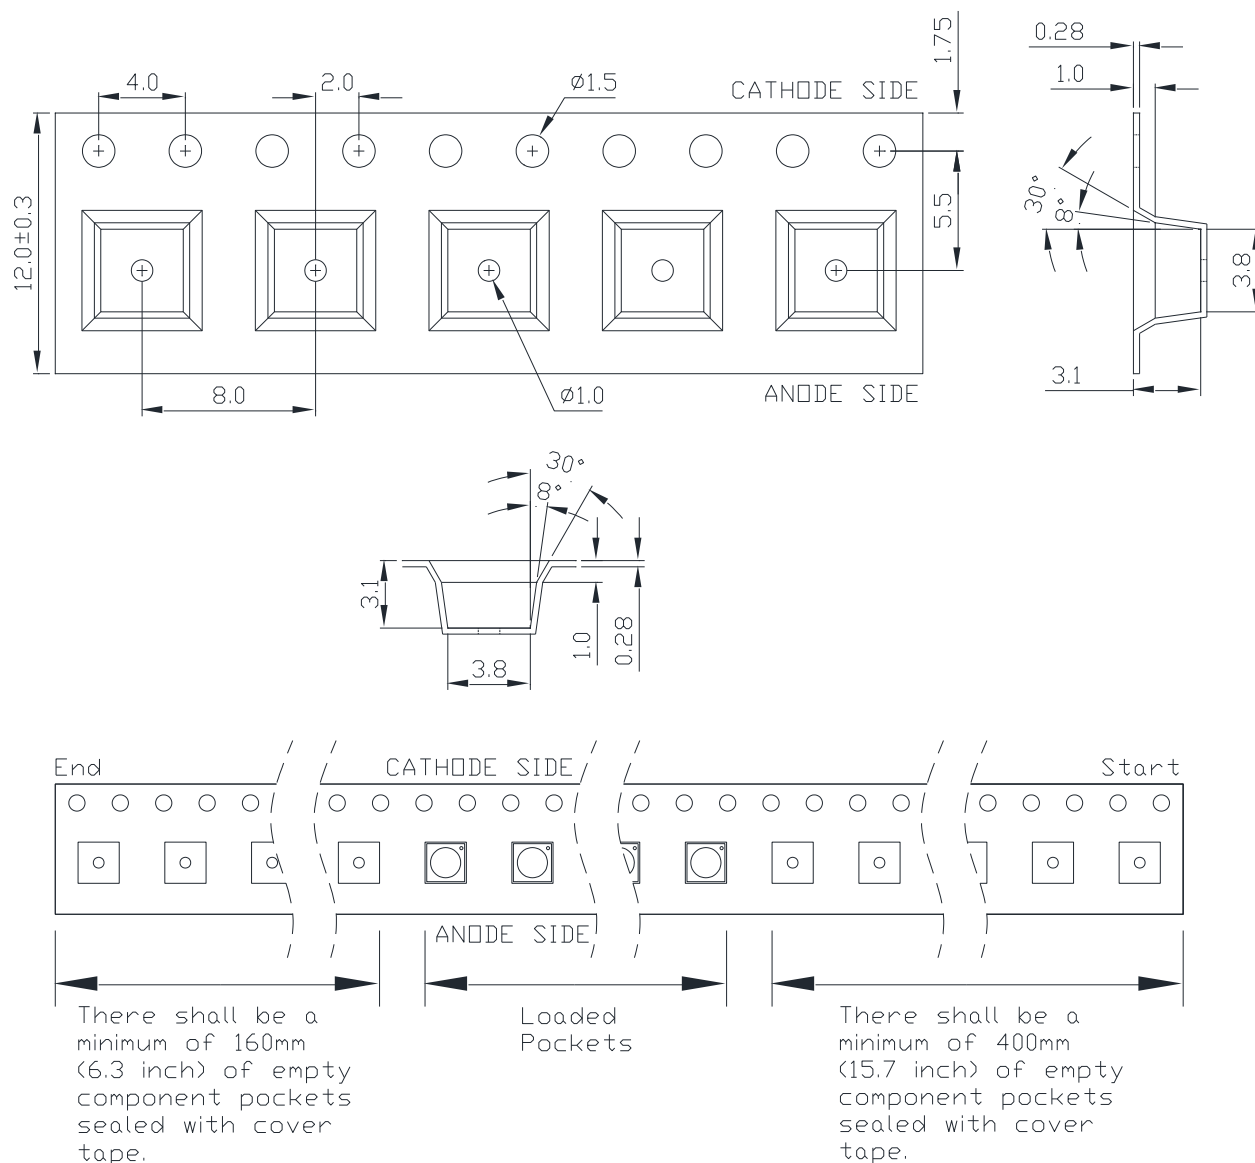 4.0
2.0
ø1.5
CATHODE SIDE
1.75
0.28
1.0
12.0±0.3
5.5
30°
8°
3.8
8.0
ø1.0
ANODE SIDE
3.1
30°
8°
3.1
3.8
1.0
0.28
End
CATHODE SIDE
Start
ANODE SIDE
There shall be a
minimum of 160mm
(6.3 inch) of empty
component pockets
sealed with cover
tape.
Loaded
Pockets
There shall be a
minimum of 400mm
(15.7 inch) of empty
component pockets
sealed with cover
tape.